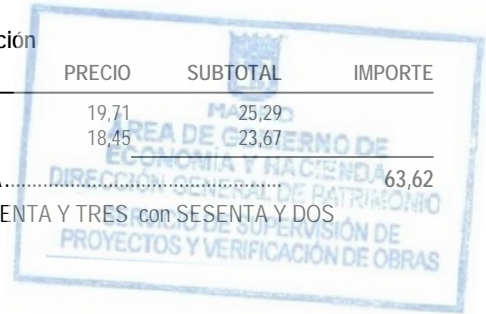 ción
PRECIO SUBTOTAL IMPORTE
19,71 25,29
18,45 23,67
A................................................ 63,62
ENTA Y TRES con SESENTA Y DOS
MADRID
ÁREA DE GOBIERNO DE
ECONOMÍA Y HACIENDA
DIRECCIÓN GENERAL DE PATRIMONIO
SERVICIO DE SUPERVISIÓN DE
PROYECTOS Y VERIFICACIÓN DE OBRAS